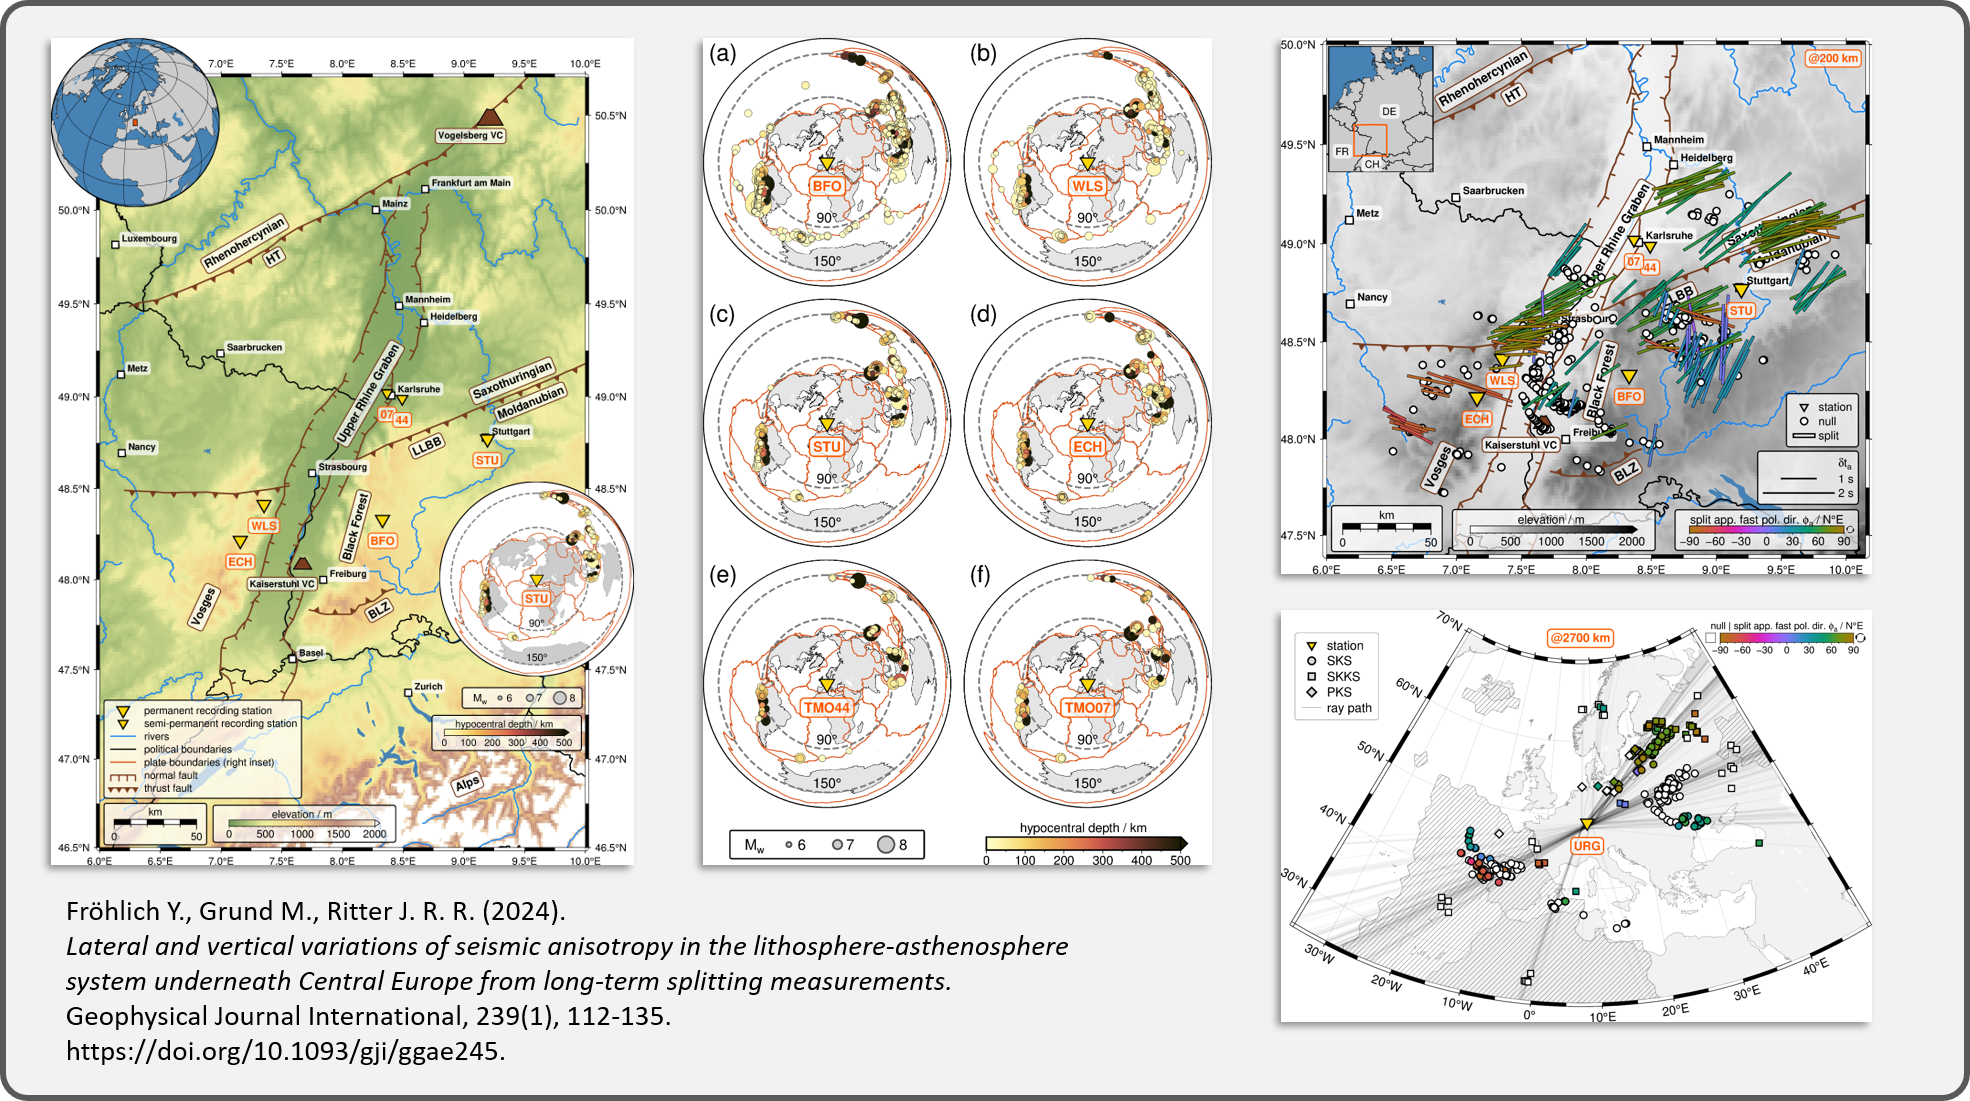 7.0°E 7.5°E 8.0°E 8.5°E 9.0°E 9.5°E 10.0°E
50.5°N
Vogelsberg VC
Frankfurt am Main
50.0°N Mainz 50.0°N
Luxembourg
Rhenohercynian
HT
49.5°N 49.5°N
Mannheim
Heidelberg
Saarbrucken
Metz
Upper Rhine Graben
Saxothuringian
Karlsruhe
49.0°N 49.0°N
Moldanubian
07
44
Stuttgart
LLBB
Nancy
STU
Strasbourg
48.5°N 48.5°N
WLS
Black Forest
BFO
ECH
48.0°N Freiburg
Kaiserstuhl VC
Vosges
BLZ
STU
90°
150°
Basel
47.5°N 47.5°N
Zurich
Mw 6 7 8
permanent recording station
semi-permanent recording station
rivers
political boundaries
plate boundaries (right inset)
normal fault
thrust fault
hypocentral depth / km
0 100 200 300 400 500
47.0°N 47.0°N
Alps
km
0 50
elevation / m
0 500 1000 1500 2000
46.5°N 46.5°N
6.0°E 6.5°E 7.0°E 7.5°E 8.0°E 8.5°E 9.0°E 9.5°E 10.0°E
(a) (b)
BFO WLS
90° 90°
150° 150°
(c) (d)
STU ECH
90° 90°
150° 150°
(e) (f)
TMO44 TMO07
90° 90°
150° 150°
Mw 6 7 8
hypocentral depth / km
0 100 200 300 400 500
50.0°N
@200 km
Rhenohercynian
HT
DE
FR
CH
49.5°N
Mannheim
Heidelberg
Saarbrucken
Metz
49.0°N
Karlsruhe
07
44
Moldanubian
Stuttgart
Nancy
LBB
STU
48.5°N
WLS
Black Forest
BFO
ECH
48.0°N
Kaiserstuhl VC
Vosges
BLZ
station
null
split
δta
1 s
2 s
km
0 50
elevation / m
0 500 1000 1500 2000
split app. fast pol. dir. ϕa / N°E
−90 −60 −30 0 30 60 90
47.5°N
6.0°E 6.5°E 7.0°E 7.5°E 8.0°E 8.5°E 9.0°E 9.5°E 10.0°E
70°N
@2700 km
null | split app. fast pol. dir. ϕa / N°E
−90 −60 −30 0 30 60 90
station
SKS
SKKS
PKS
ray path
60°N
50°N
40°N
URG
30°N
30°W
20°W
10°W
0°
10°E
20°E
30°E
40°E
Fröhlich Y., Grund M., Ritter J. R. R. (2024).
Lateral and vertical variations of seismic anisotropy in the lithosphere-asthenosphere
system underneath Central Europe from long-term splitting measurements.
Geophysical Journal International, 239(1), 112-135.
https://doi.org/10.1093/gji/ggae245.